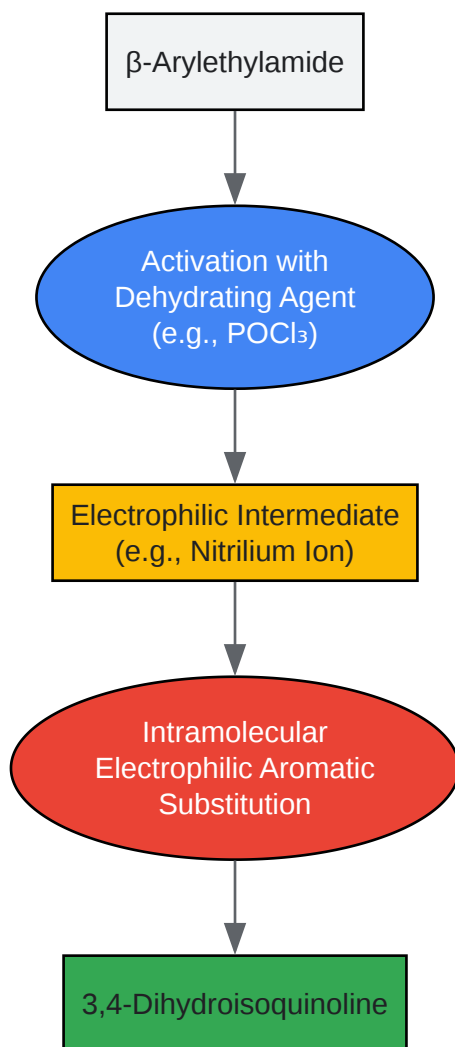 β-Arylethylamide
Activation with
Dehydrating Agent
(e.g., POCl₃)
Electrophilic Intermediate
(e.g., Nitrilium Ion)
Intramolecular
Electrophilic Aromatic
Substitution
3,4-Dihydroisoquinoline